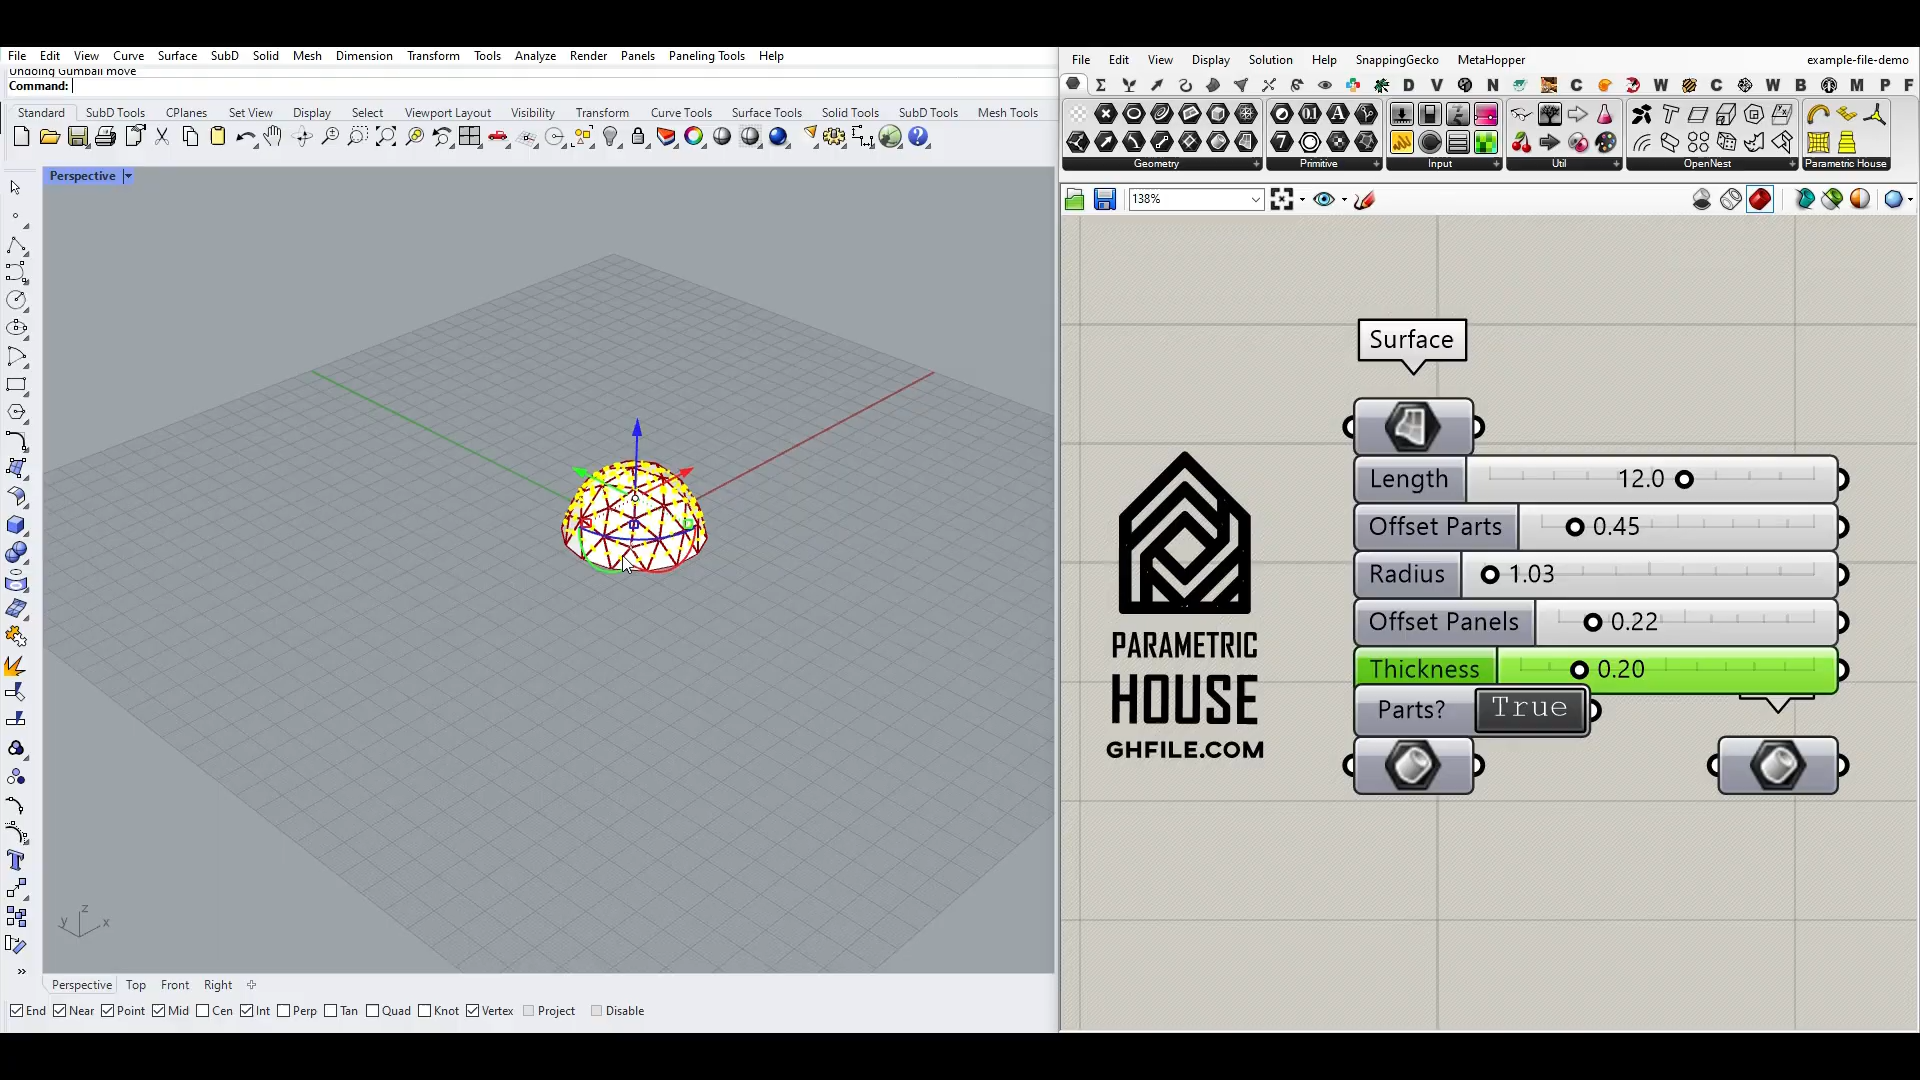 File Edit View Curve Surface SubD Solid Mesh Dimension Transform Tools Analyze Render Panels Paneling Tools Help
Undoing Gumball move
Command:
Standard SubD Tools CPlanes Set View Display Select Viewport Layout Visibility Transform Curve Tools Surface Tools Solid Tools SubD Tools Mesh Tools
Perspective
z
y x
Perspective Top Front Right
End Near Point Mid Cen Int Perp Tan Quad Knot Vertex Project Disable
File Edit View Display Solution Help SnappingGecko MetaHopper example-file-demo
D V N C W C W B M P F
Geometry Primitive Input Util OpenNest Parametric House
138%
Surface
Length 12.0
Offset Parts 0.45
Radius 1.03
Offset Panels 0.22
Thickness 0.20
Parts? True
PARAMETRIC
HOUSE
GHFILE.COM